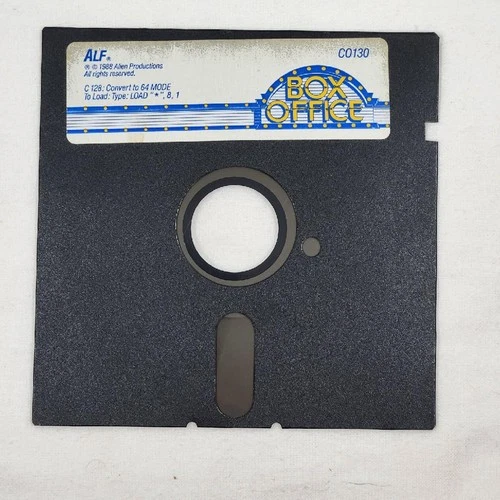 ALF®
® © 1988 Alien Productions
All rights reserved.
C 128: Convert to 64 MODE
To Load: Type: LOAD "*", 8, 1
CO130
BOX
OFFICE